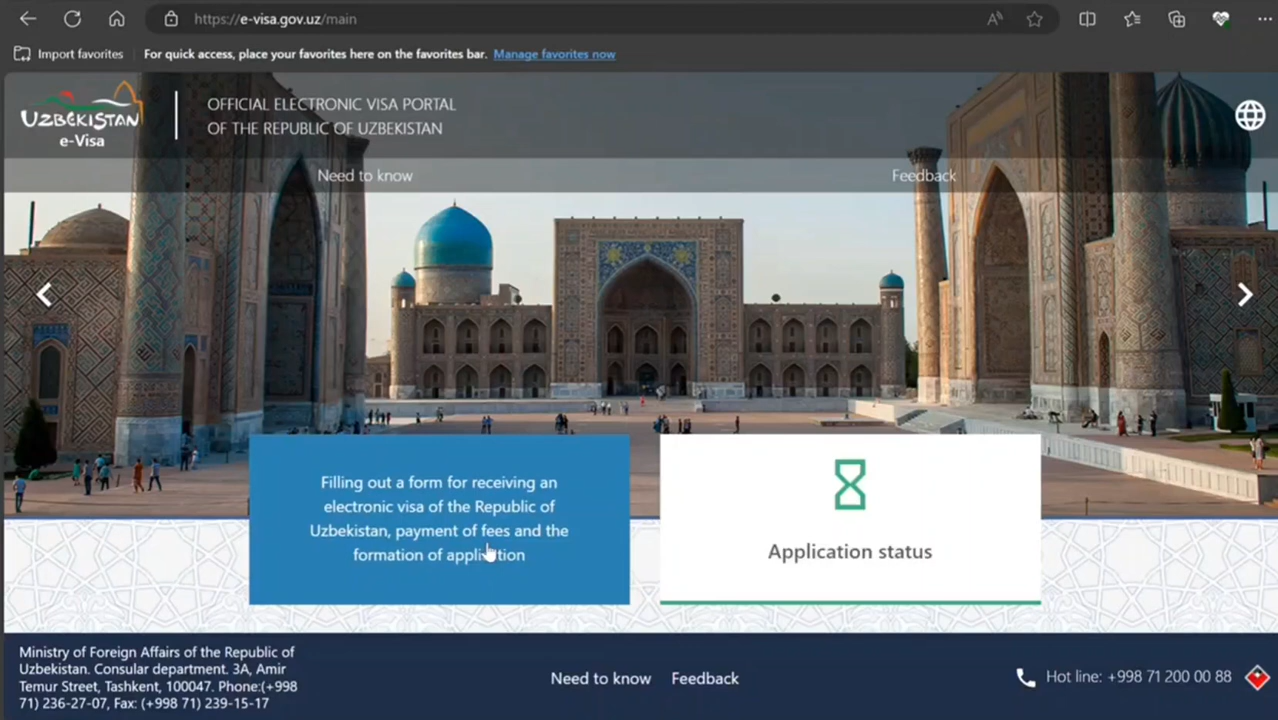 https://e-visa.gov.uz/main
Import favorites
For quick access, place your favorites here on the favorites bar. Manage favorites now
UZBEKISTAN
e-Visa
OFFICIAL ELECTRONIC VISA PORTAL
OF THE REPUBLIC OF UZBEKISTAN
Need to know
Feedback
Filling out a form for receiving an
electronic visa of the Republic of
Uzbekistan, payment of fees and the
formation of application
Application status
Ministry of Foreign Affairs of the Republic of
Uzbekistan. Consular department. 3A, Amir
Temur Street, Tashkent, 100047. Phone:(+998
71) 236-27-07, Fax: (+998 71) 239-15-17
Need to know
Feedback
Hot line: +998 71 200 00 88